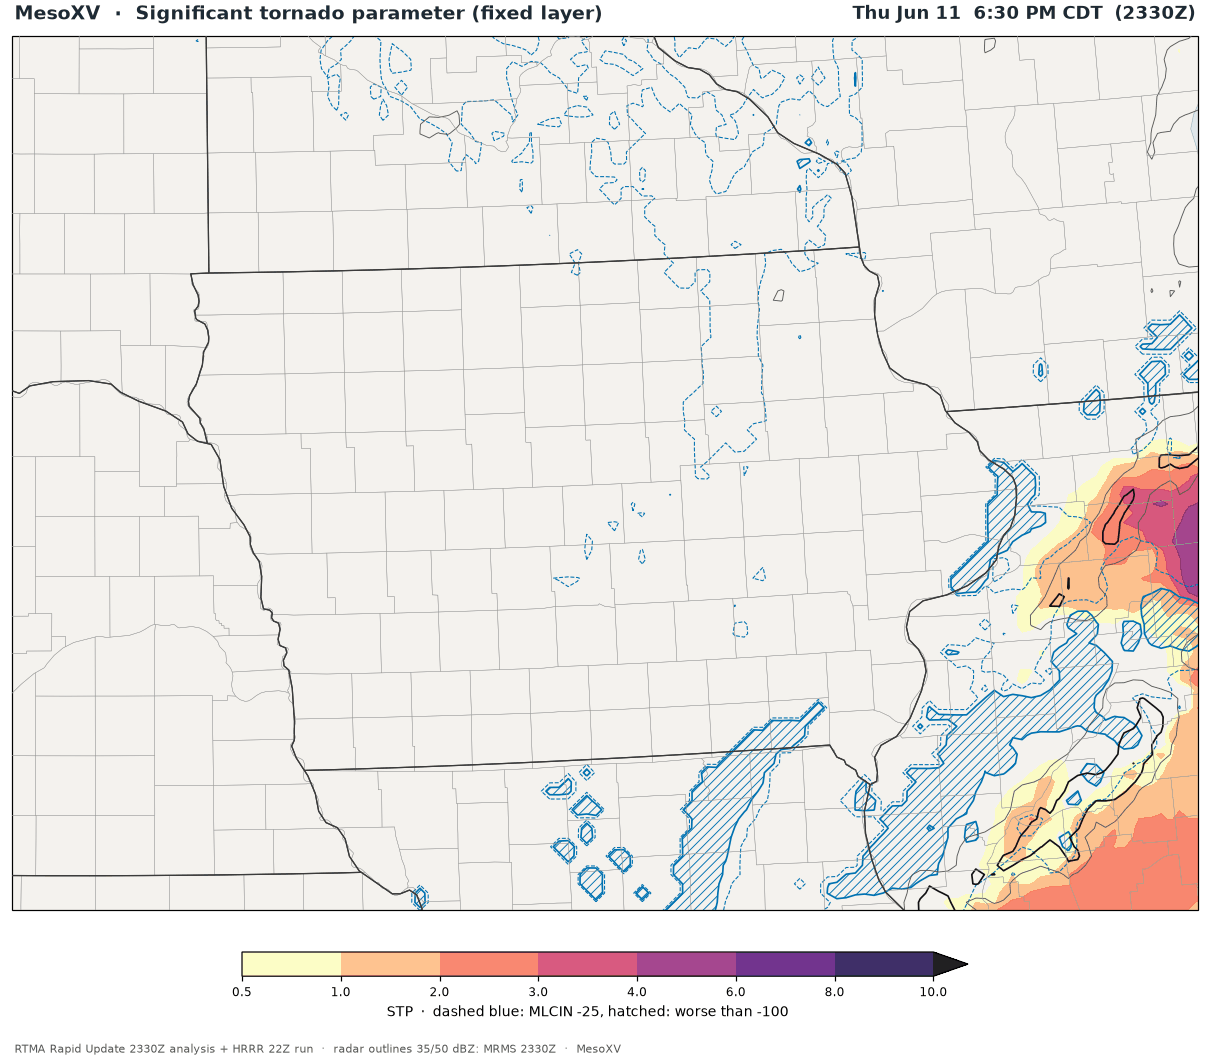 MesoXV · Significant tornado parameter (fixed layer)
Thu Jun 11 6:30 PM CDT (2330Z)
0.5 1.0 2.0 3.0 4.0 6.0 8.0 10.0
STP · dashed blue: MLCIN -25, hatched: worse than -100
RTMA Rapid Update 2330Z analysis + HRRR 22Z run · radar outlines 35/50 dBZ: MRMS 2330Z · MesoXV